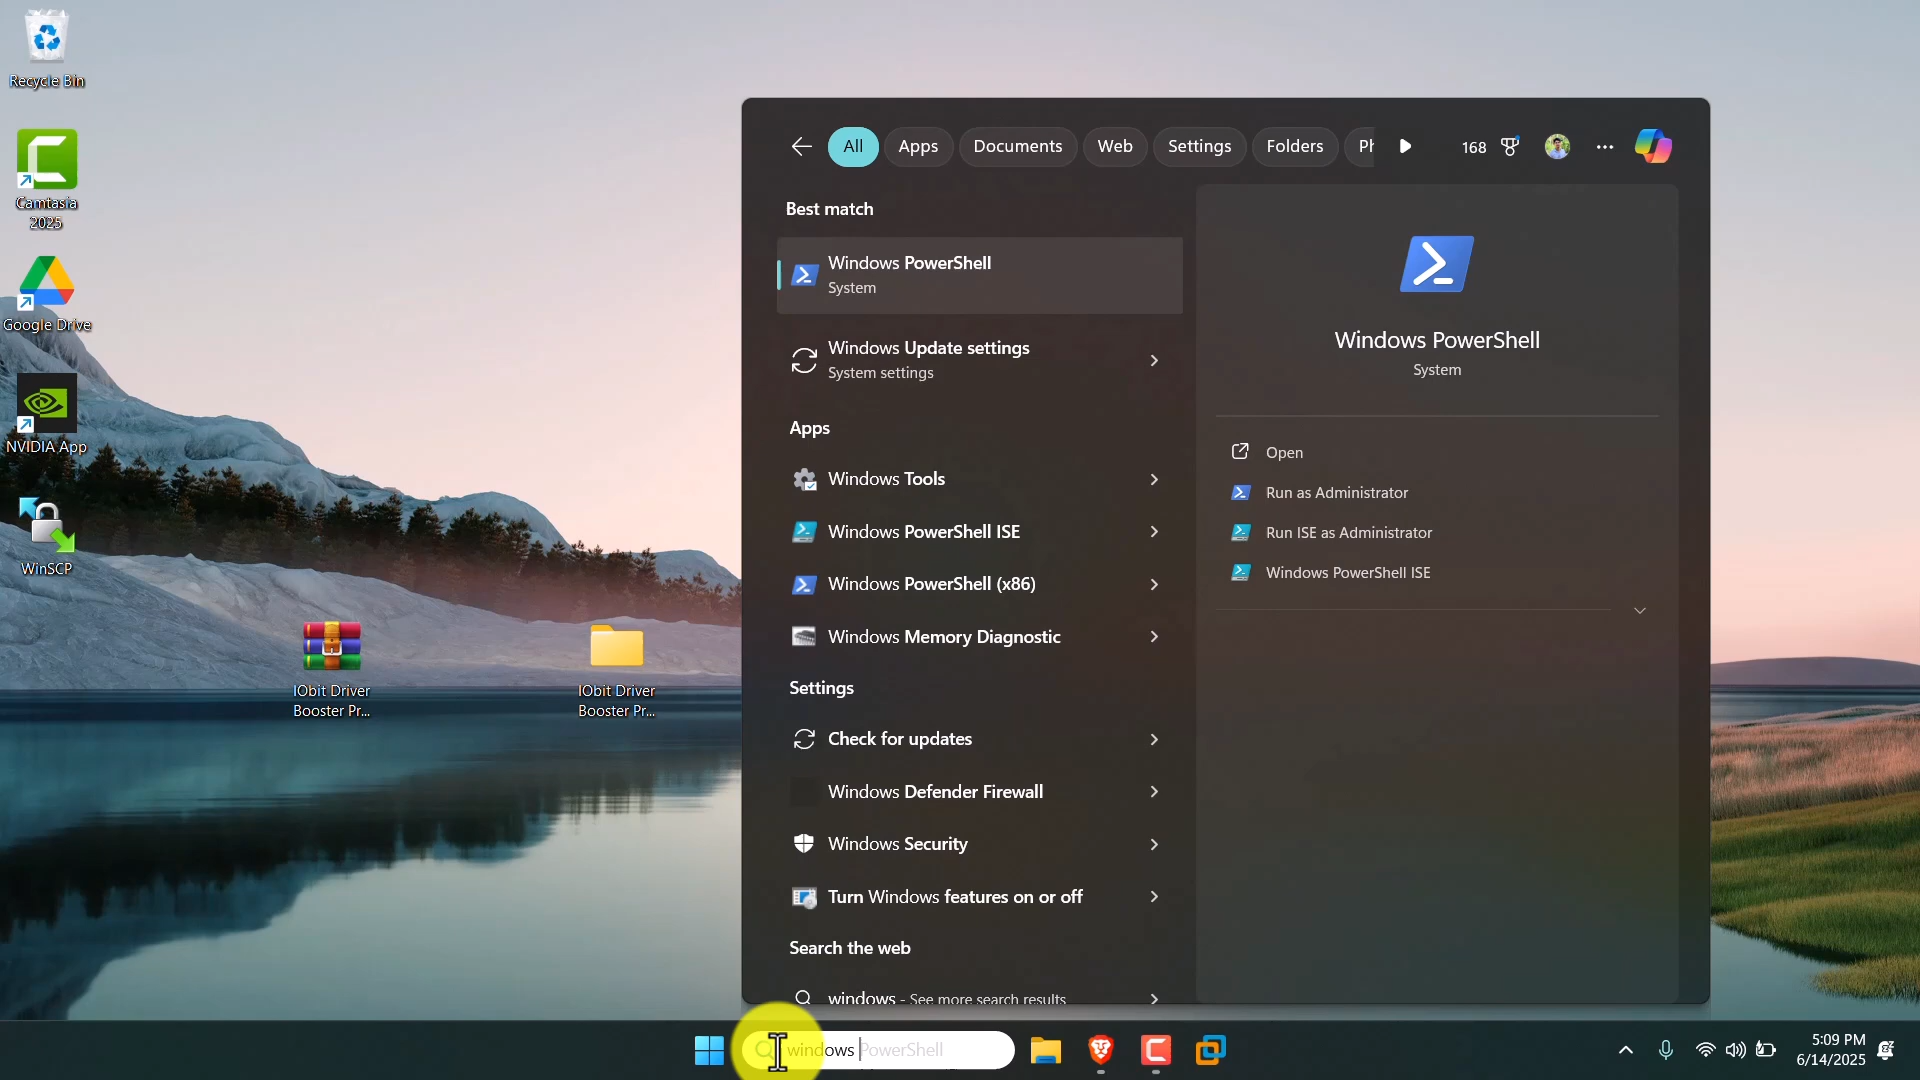 Recycle Bin
Camtasia
2025
Google Drive
NVIDIA App
WinSCP
IObit Driver
Booster Pr...
IObit Driver
Booster Pr...
All
Apps
Documents
Web
Settings
Folders
Ph
168
Best match
Windows PowerShell
System
Windows Update settings
System settings
Apps
Windows Tools
Windows PowerShell ISE
Windows PowerShell (x86)
Windows Memory Diagnostic
Settings
Check for updates
Windows Defender Firewall
Windows Security
Turn Windows features on or off
Search the web
windows - See more search results
Windows PowerShell
System
Open
Run as Administrator
Run ISE as Administrator
Windows PowerShell ISE
windows PowerShell
5:09 PM
6/14/2025